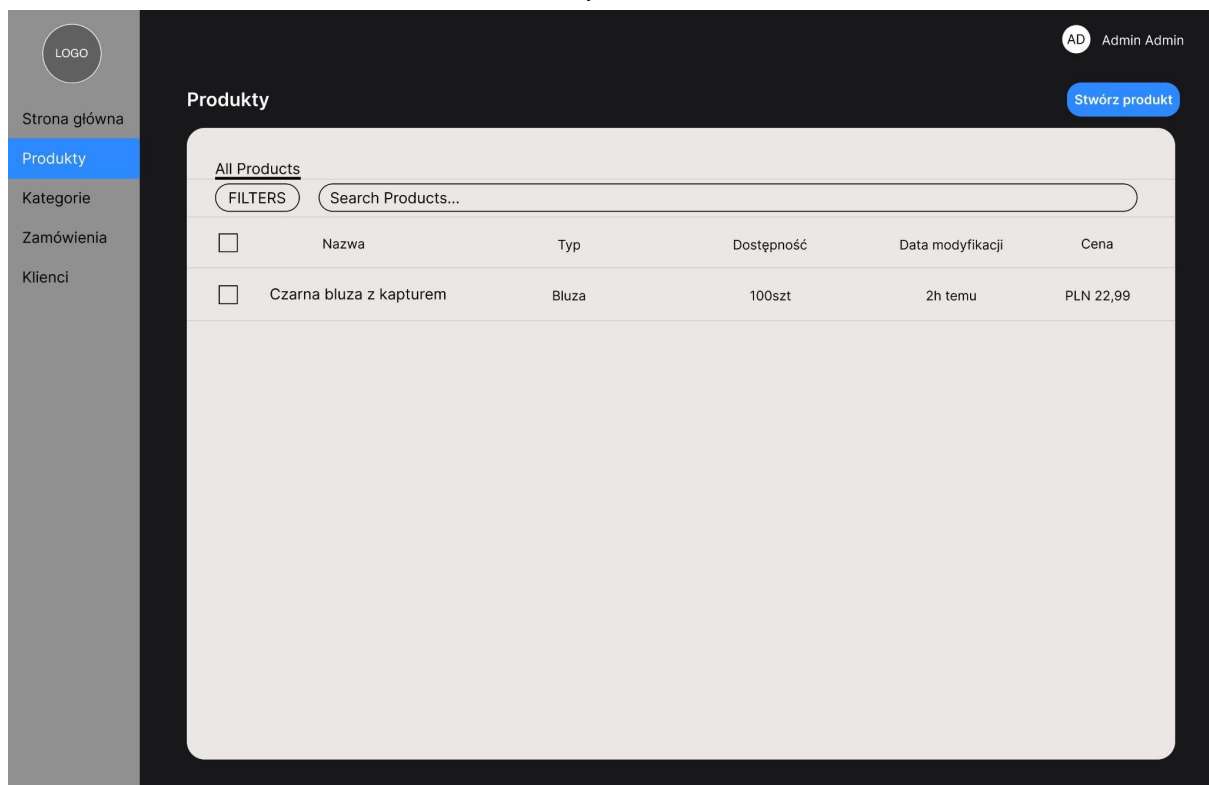 LOGO
AD Admin Admin
Produkty
Stwórz produkt
Strona główna
Produkty
Kategorie
Zamówienia
Klienci
All Products
FILTERS Search Products...
Nazwa Typ Dostępność Data modyfikacji Cena
Czarna bluza z kapturem Bluza 100szt 2h temu PLN 22,99